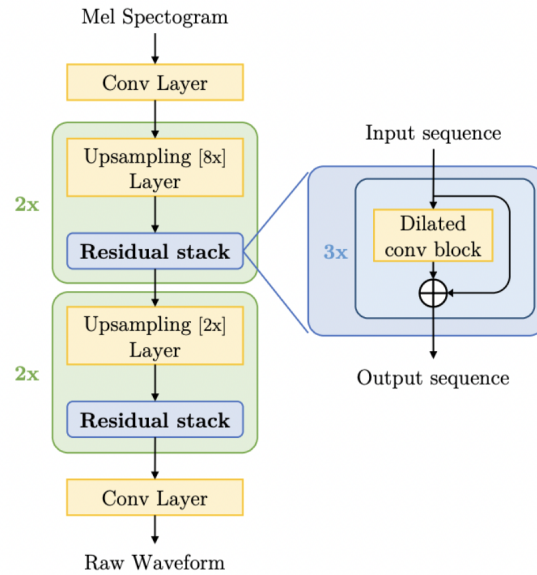 Mel Spectogram
Conv Layer
2x
Upsampling [8x]
Layer
Residual stack
2x
Upsampling [2x]
Layer
Residual stack
Conv Layer
Raw Waveform
Input sequence
3x
Dilated
conv block
Output sequence